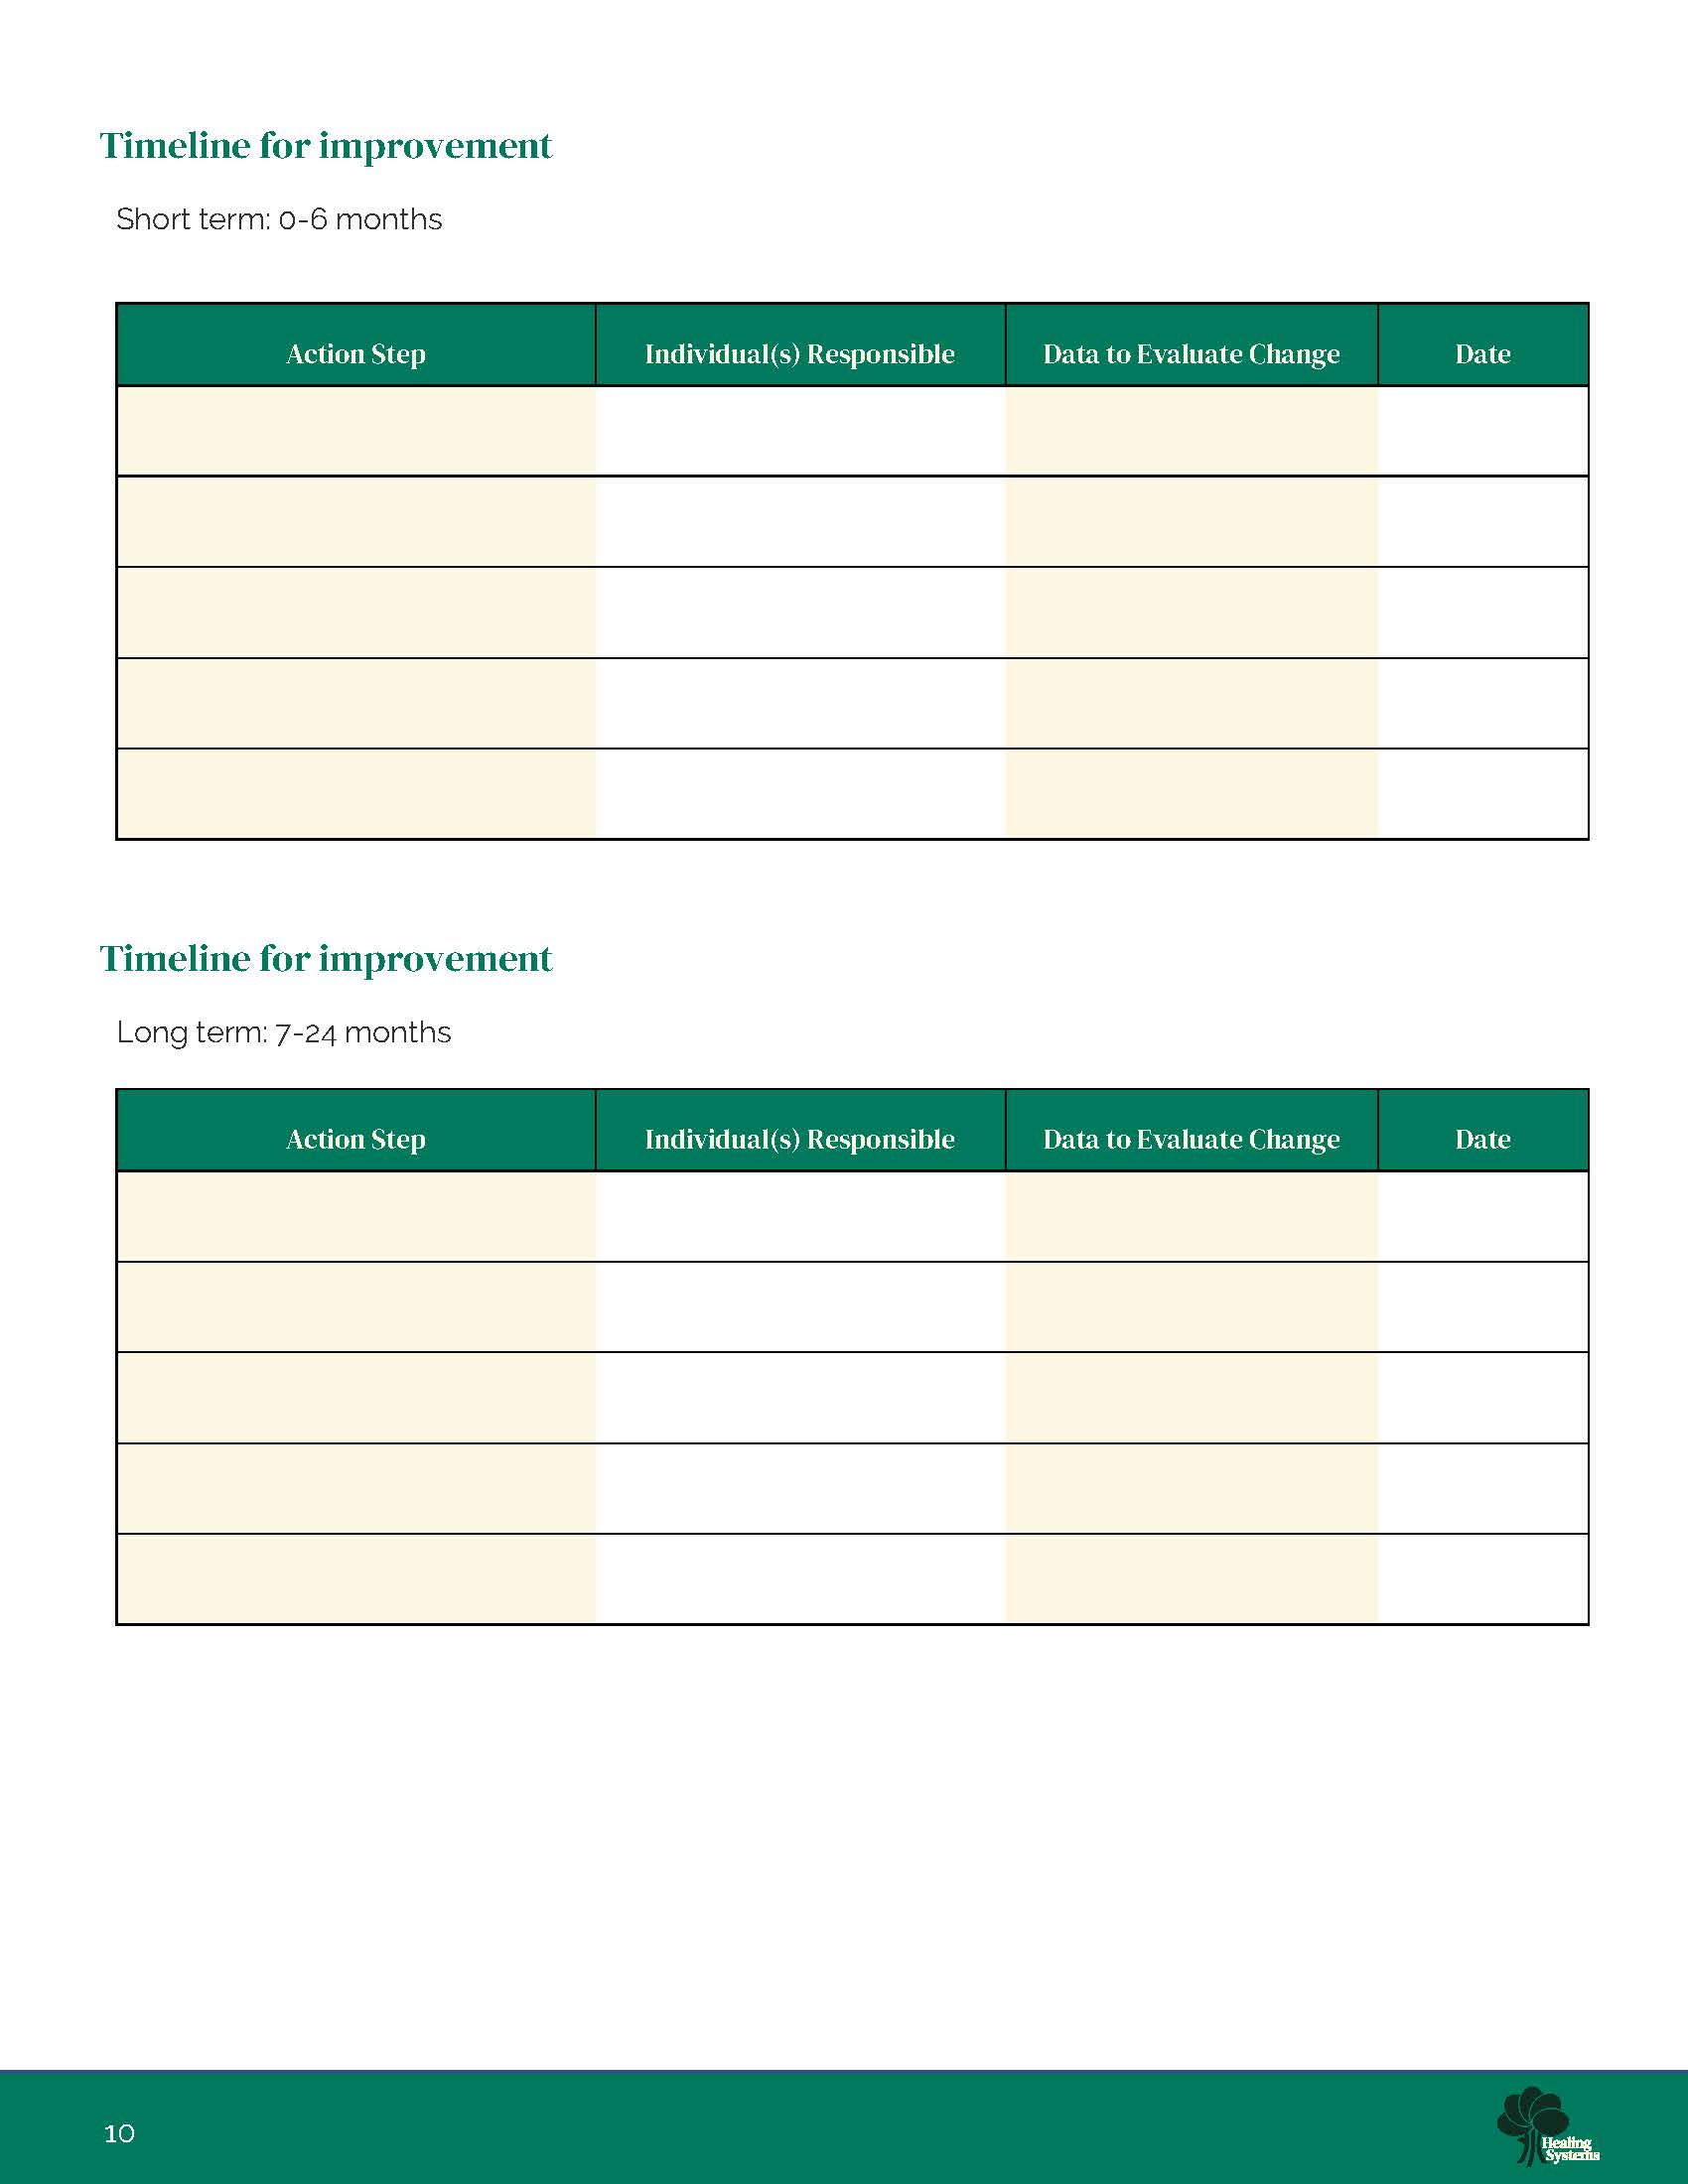 Timeline for improvement
Short term: 0-6 months
Action Step Individual(s) Responsible Data to Evaluate Change Date
Timeline for improvement
Long term: 7-24 months
Action Step Individual(s) Responsible Data to Evaluate Change Date
10
Healing
Systems